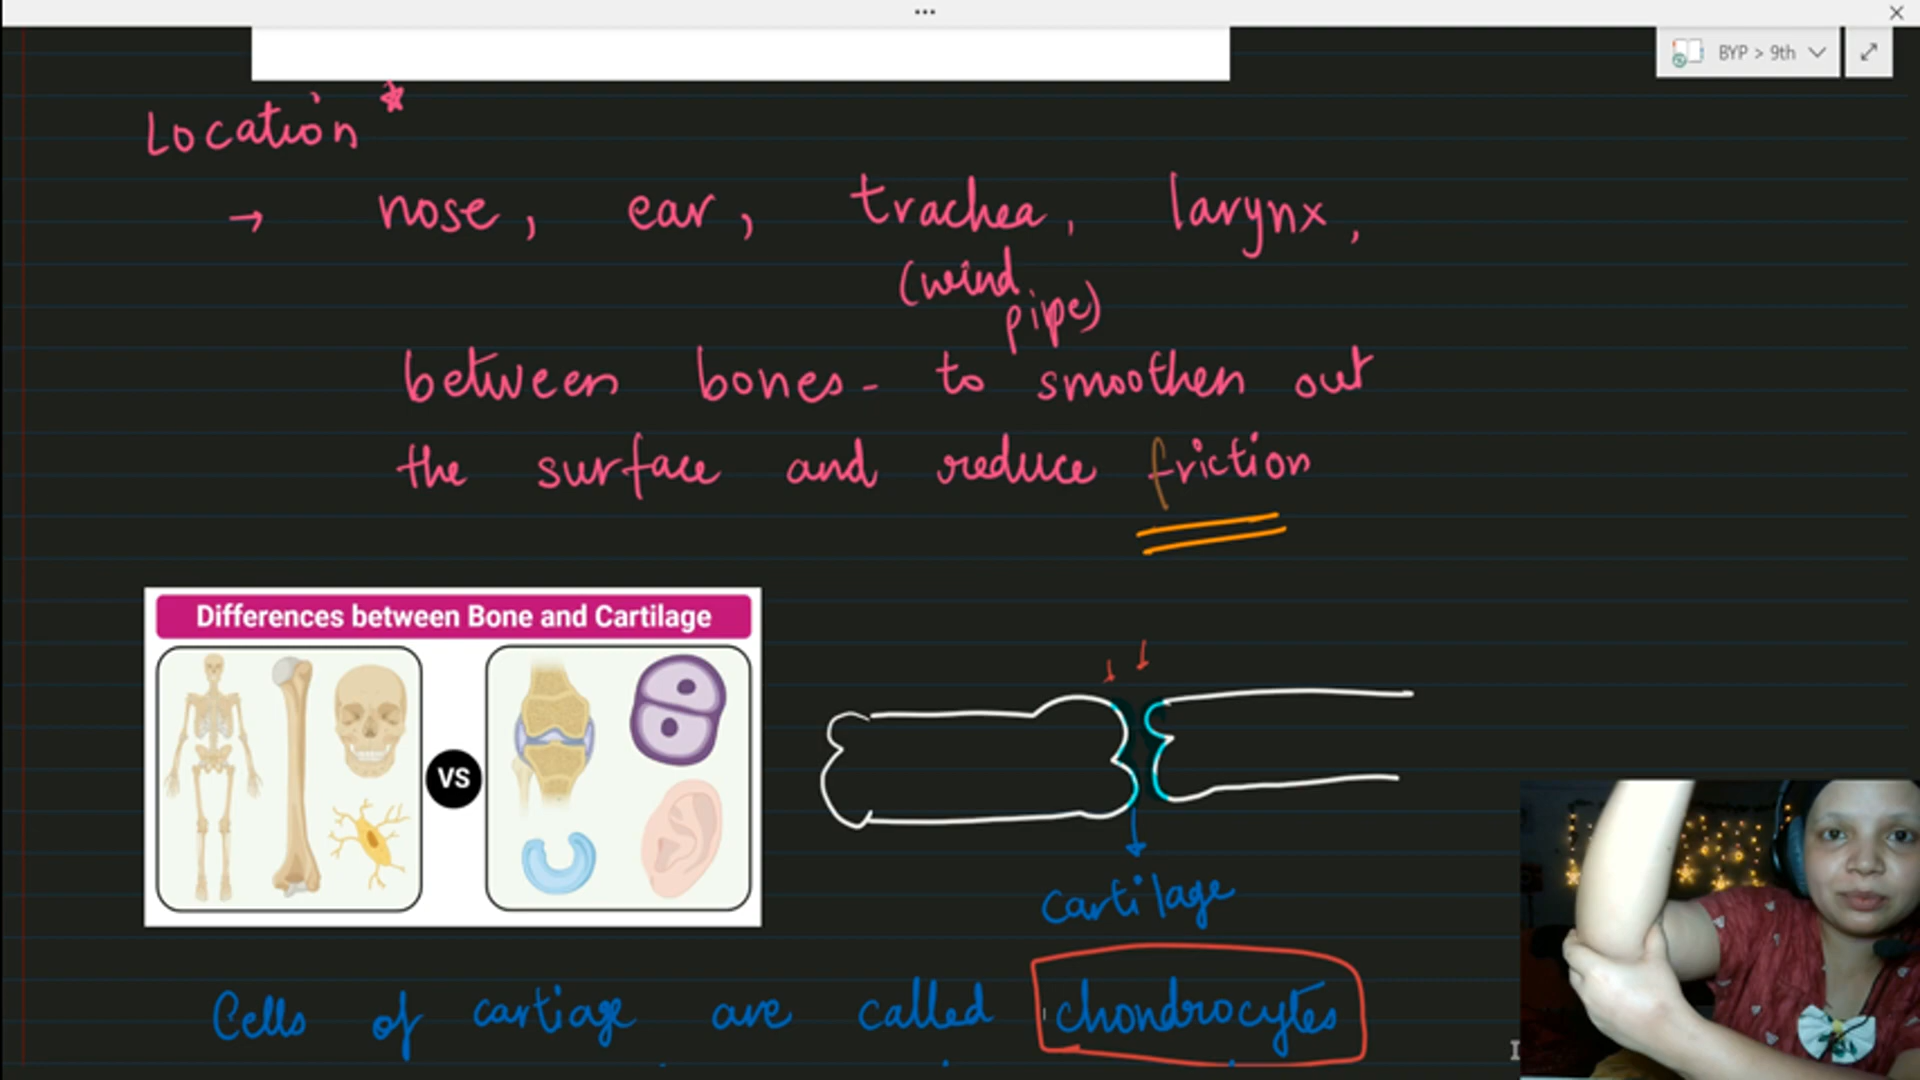 ...
BYP > 9th
Location *
→ nose, ear, trachea, larynx,
(wind pipe)
between bones - to smoothen out
the surface and reduce friction
Differences between Bone and Cartilage
VS
cartilage
Cells of cartiage are called chondrocytes